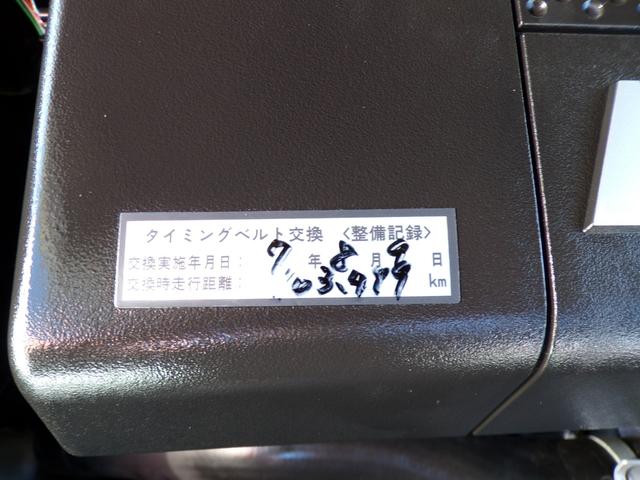 タイミングベルト交換 〈整備記録〉
交換実施年月日： 7 年 月 日
交換時走行距離： km